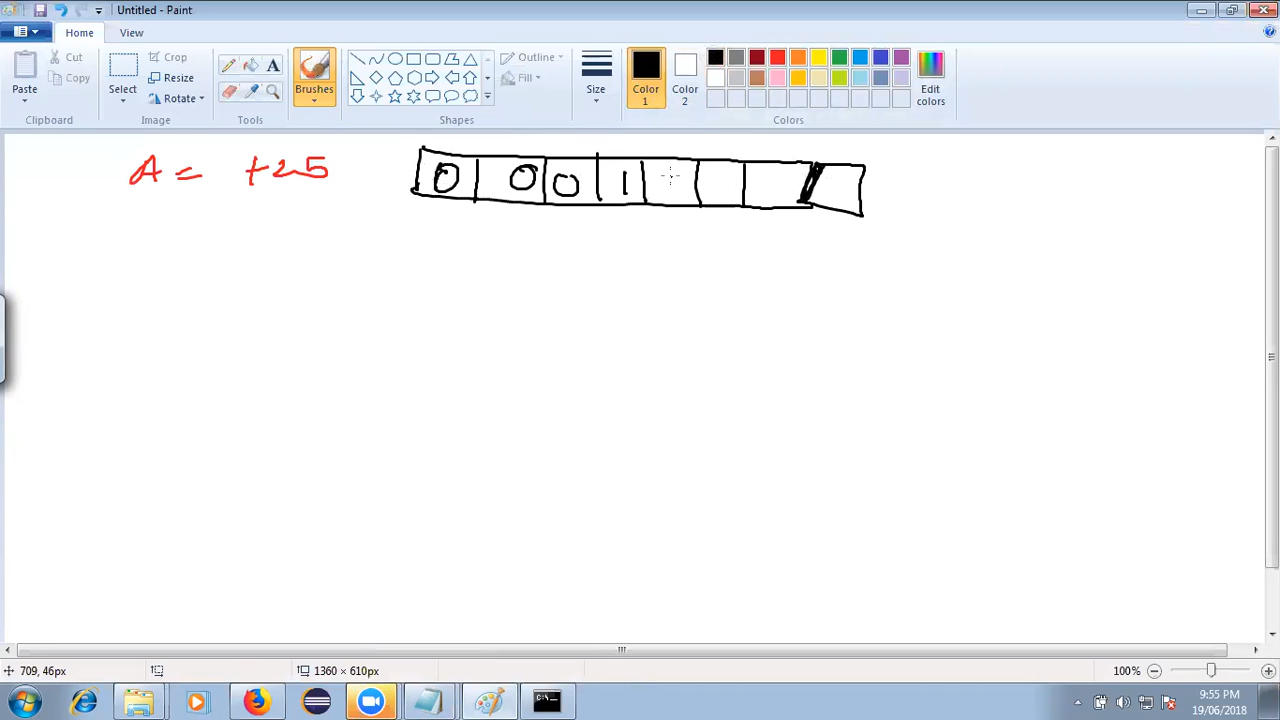 Untitled - Paint
Home View
Paste
Cut
Copy
Clipboard
Select
Crop
Resize
Rotate
Image
Tools
Brushes
Outline
Fill
Shapes
Size
Color 1
Color 2
Edit colors
Colors
A = +25 0 0 0 1
709, 46px
1360 × 610px
100%
9:55 PM
19/06/2018